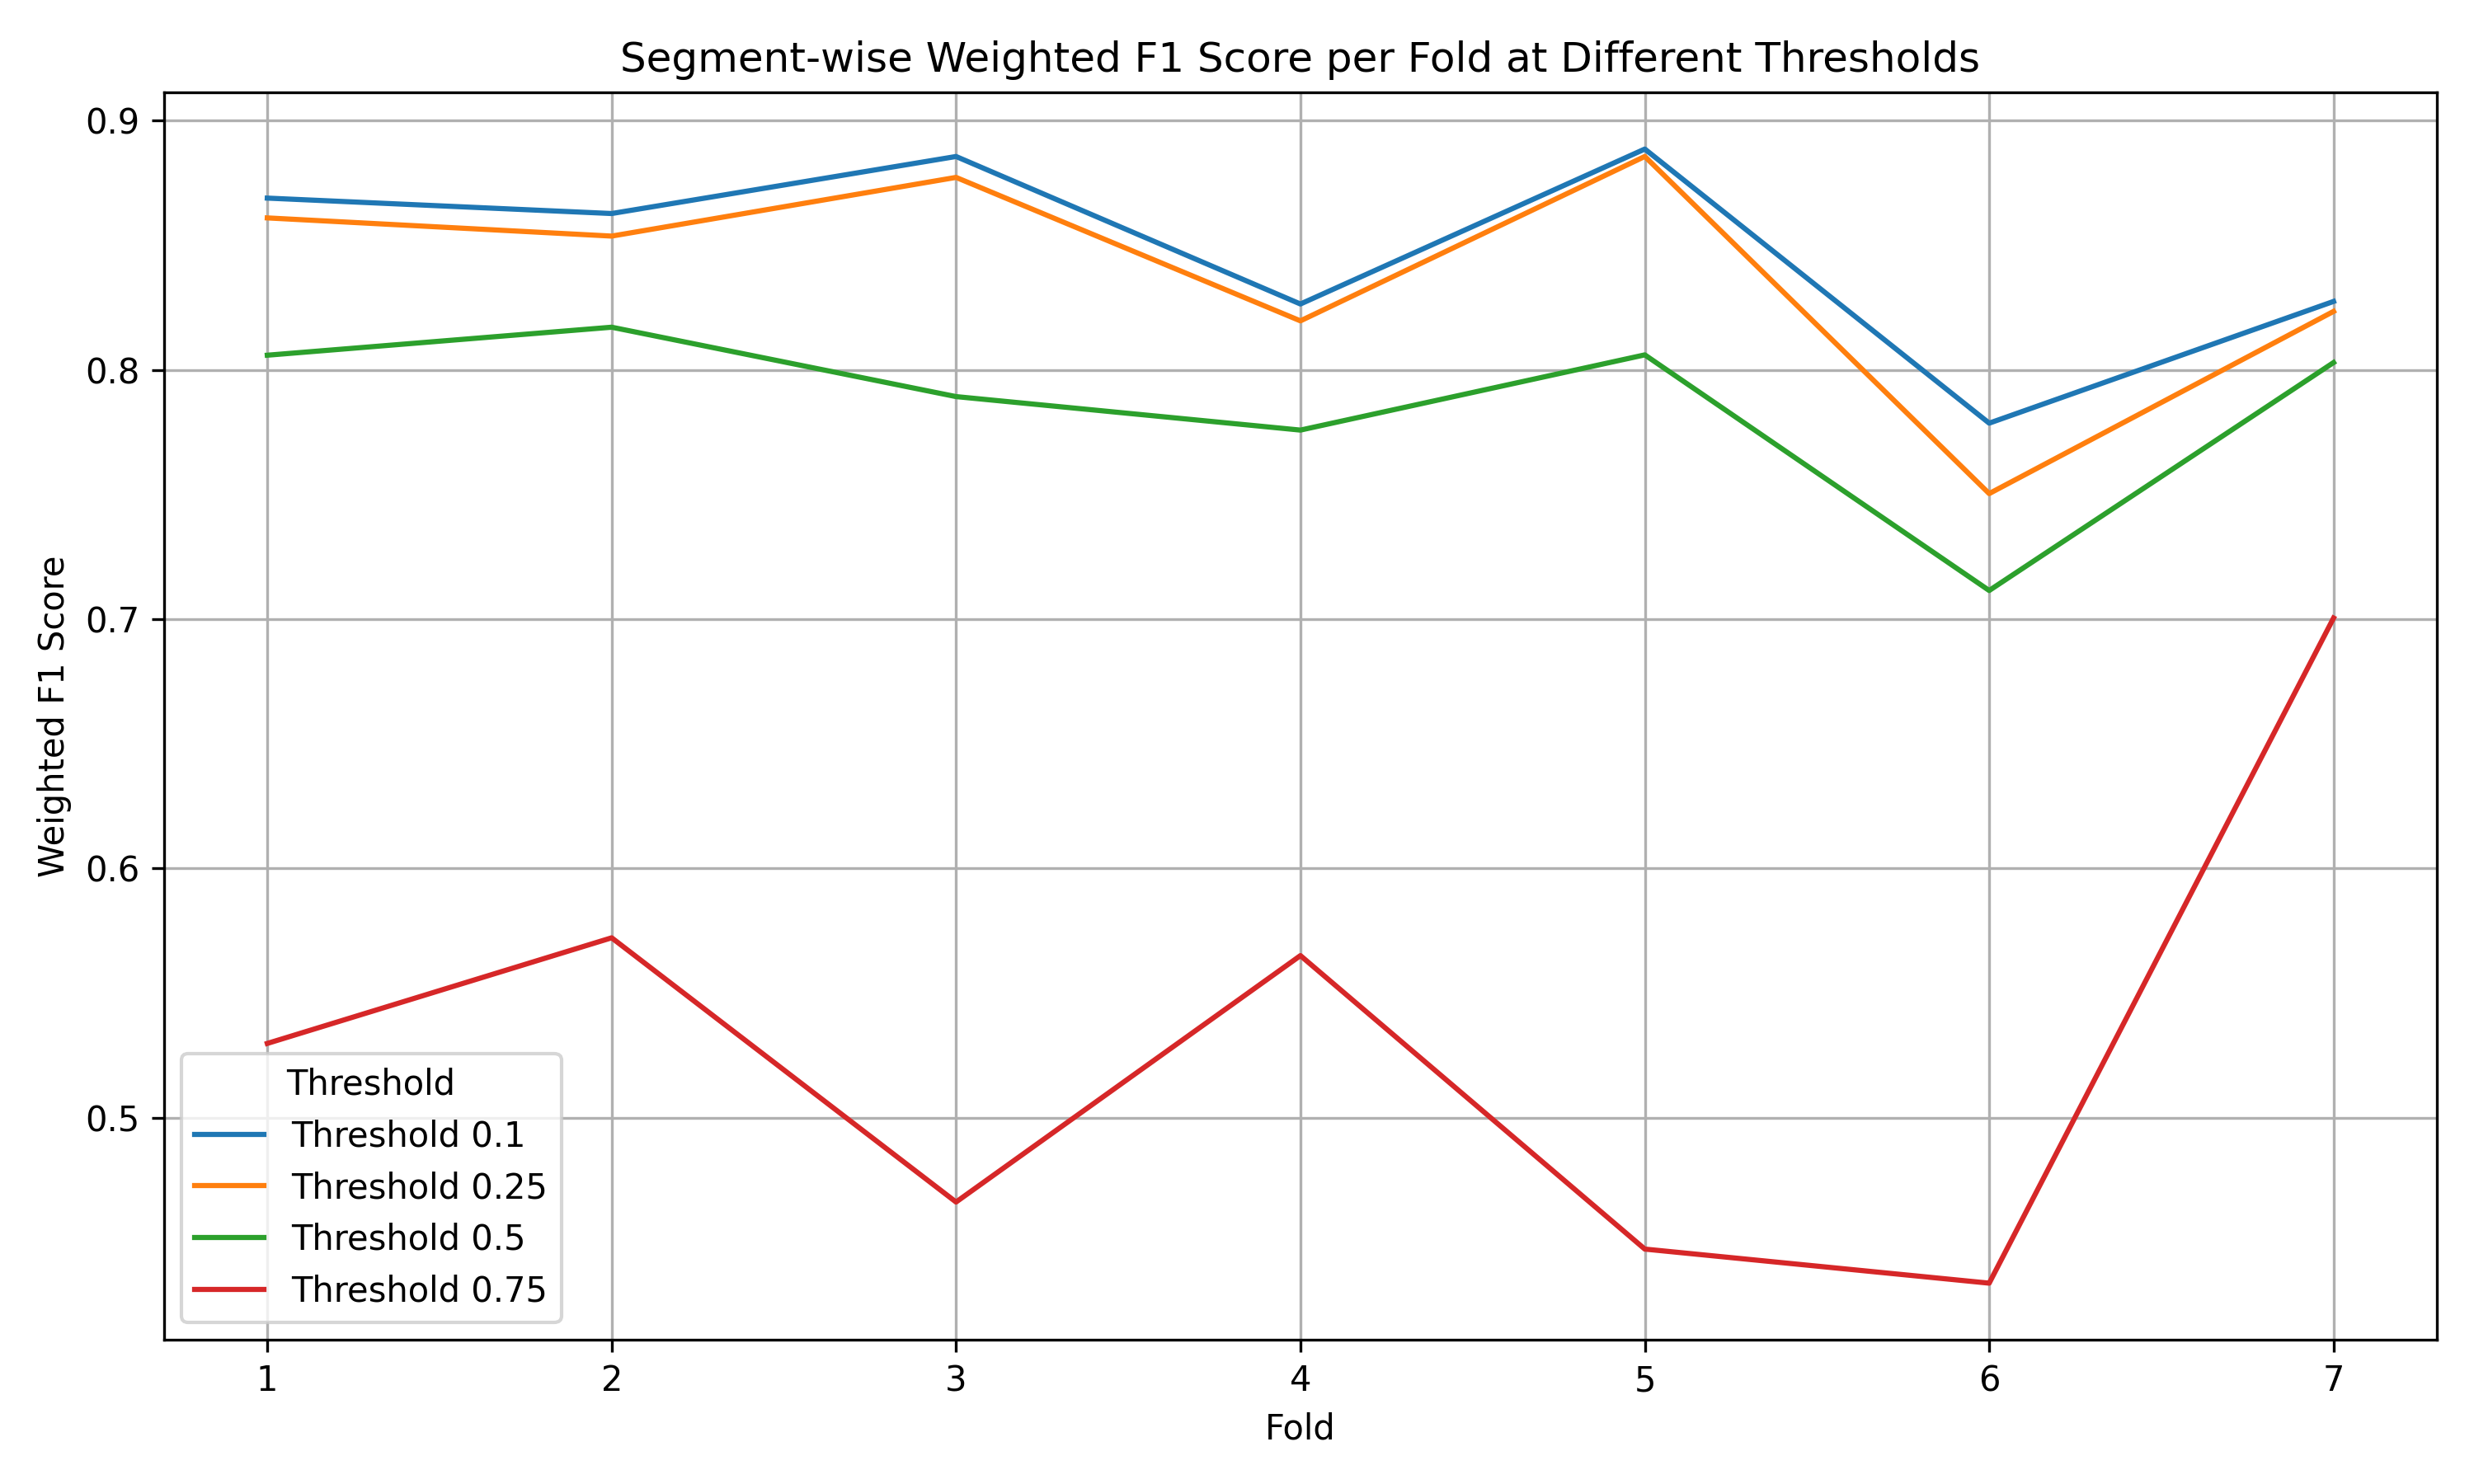 Segment-wise Weighted F1 Score per Fold at Different Thresholds
Weighted F1 Score
0.9
0.8
0.7
0.6
0.5
Threshold
Threshold 0.1
Threshold 0.25
Threshold 0.5
Threshold 0.75
1 2 3 4 5 6 7
Fold